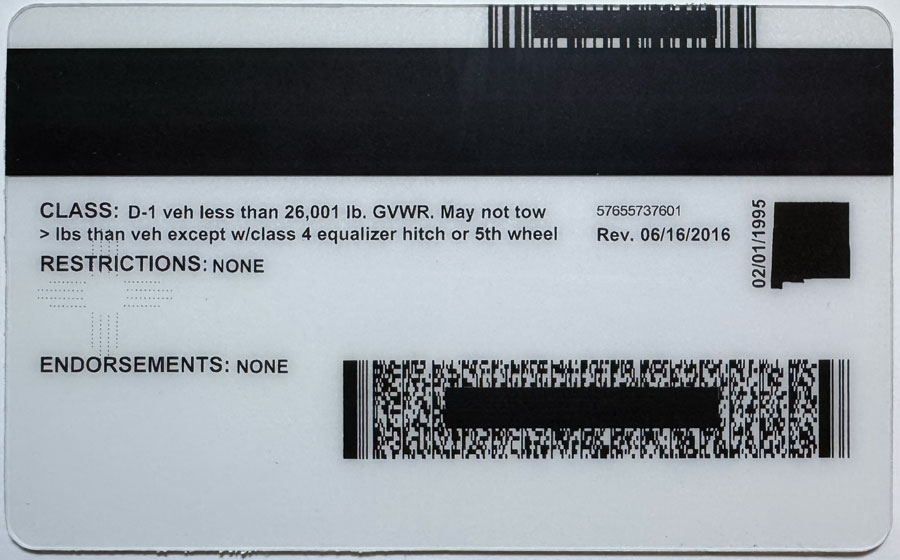 CLASS: D-1 veh less than 26,001 lb. GVWR. May not tow
> lbs than veh except w/class 4 equalizer hitch or 5th wheel
RESTRICTIONS: NONE
ENDORSEMENTS: NONE
57655737601
Rev. 06/16/2016
02/01/1995